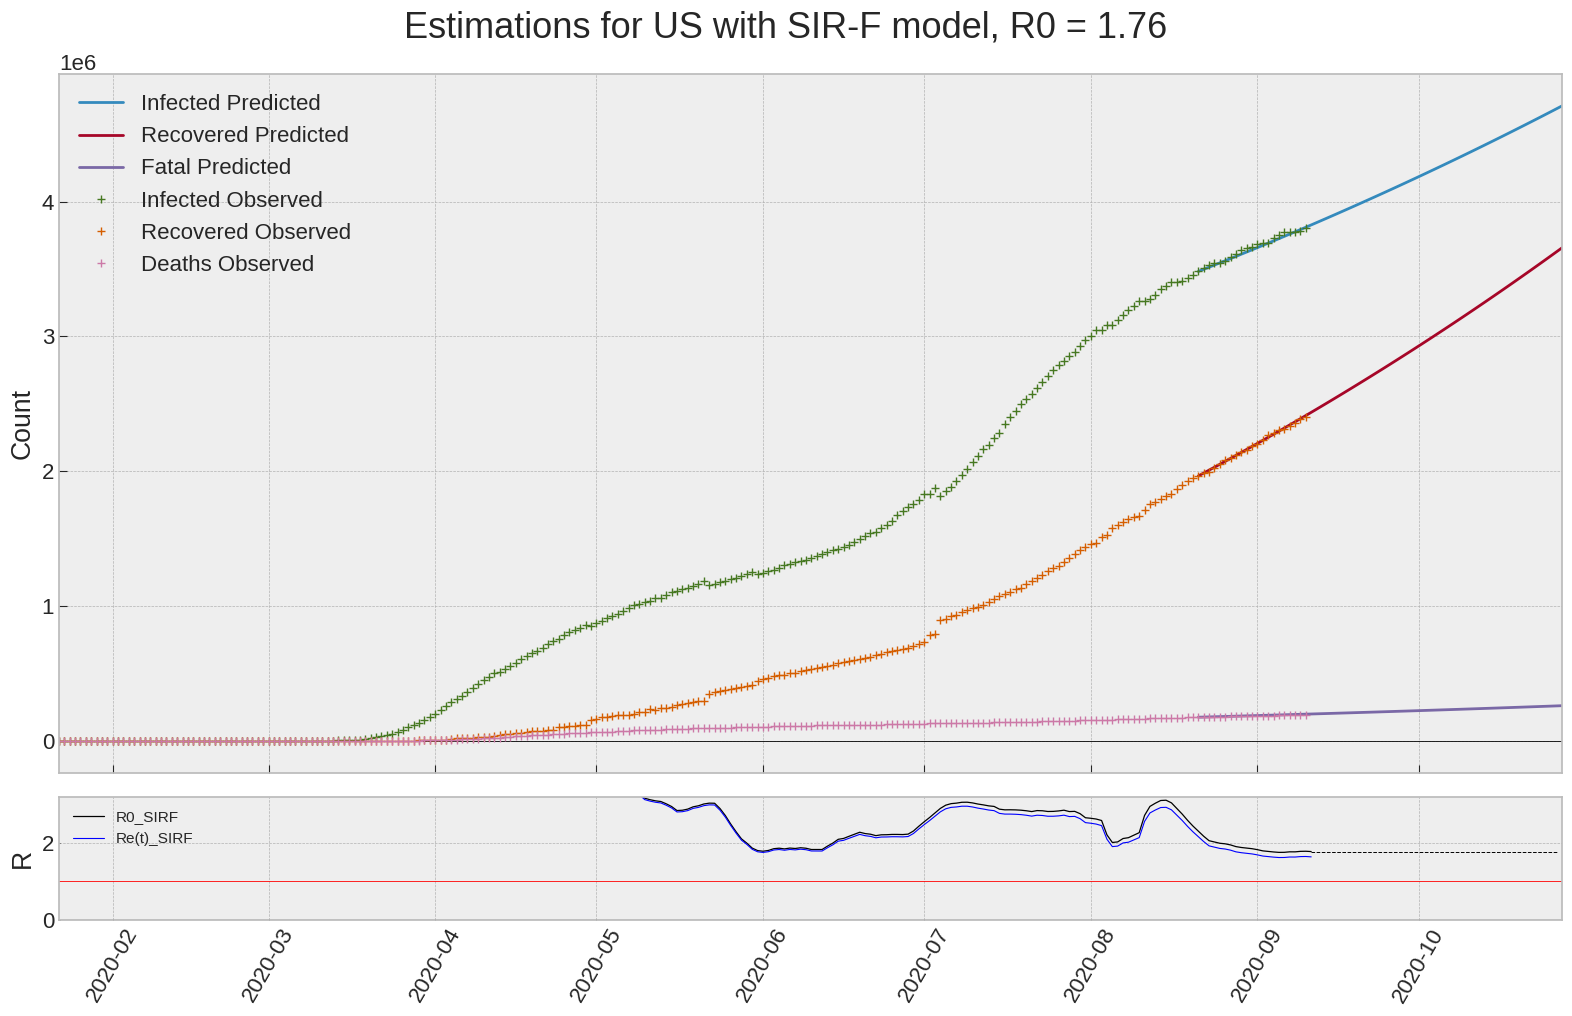 Estimations for US with SIR-F model, R0 = 1.76
1e6
Infected Predicted
Recovered Predicted
Fatal Predicted
Infected Observed
Recovered Observed
Deaths Observed
4
3
2
1
0
Count
R0_SIRF
Re(t)_SIRF
2
0
R
2020-02
2020-03
2020-04
2020-05
2020-06
2020-07
2020-08
2020-09
2020-10